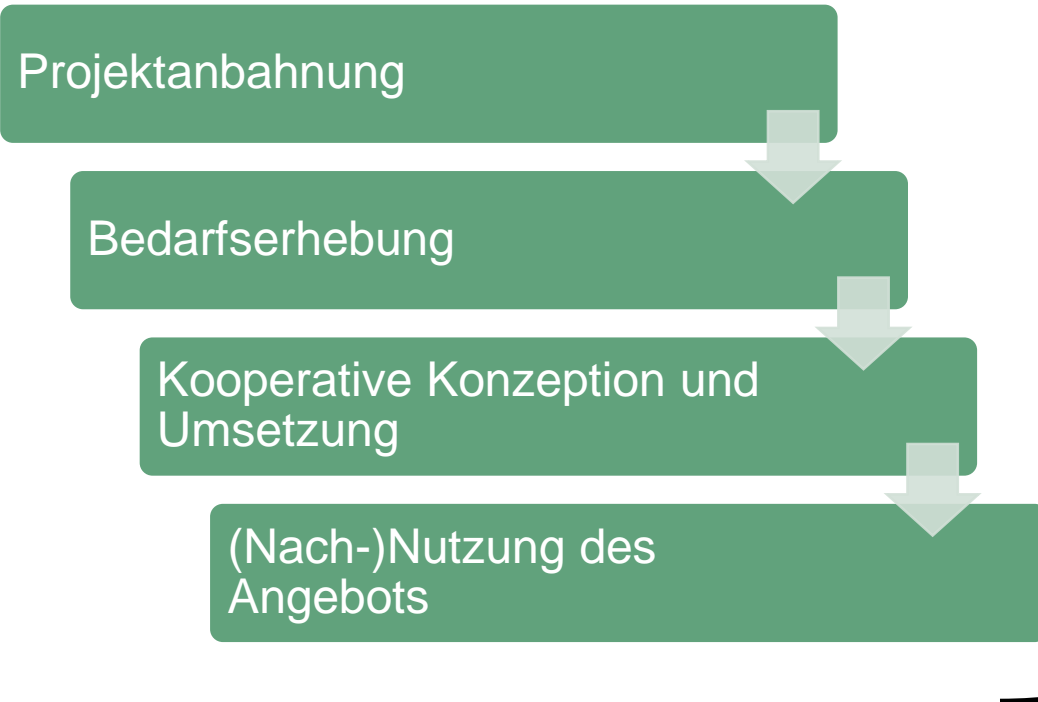 Projektanbahnung
Bedarfserhebung
Kooperative Konzeption und
Umsetzung
(Nach-)Nutzung des
Angebots